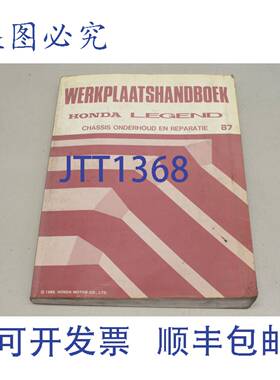 盗图必究
WERKPLAATSHANDBOEK
HONDA LEGEND
CHASSIS ONDERHOUD EN REPARATIE 87
JTT1368
© 1986 HONDA MOTOR CO., LTD.
可开发票 顺丰包邮